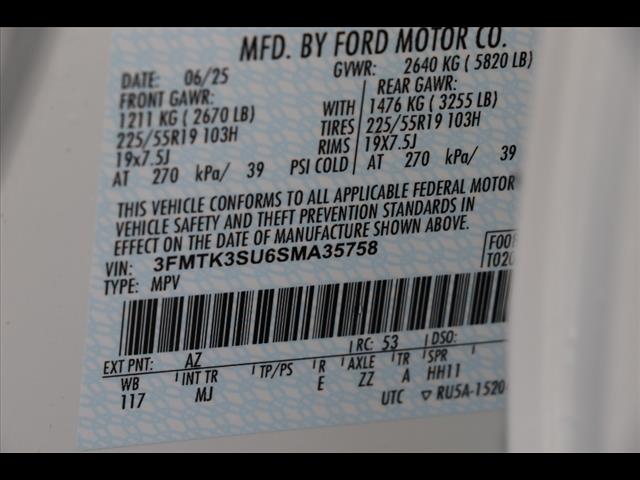 MFD. BY FORD MOTOR CO.
DATE: 06/25
GVWR: 2640 KG ( 5820 LB)
FRONT GAWR:
REAR GAWR:
1211 KG ( 2670 LB)
WITH 1476 KG ( 3255 LB)
225/55R19 103H
TIRES 225/55R19 103H
19x7.5J
RIMS 19X7.5J
AT 270 kPa/ 39 PSI COLD AT 270 kPa/ 39
THIS VEHICLE CONFORMS TO ALL APPLICABLE FEDERAL MOTOR
VEHICLE SAFETY AND THEFT PREVENTION STANDARDS IN
EFFECT ON THE DATE OF MANUFACTURE SHOWN ABOVE.
VIN: 3FMTK3SU6SMA35758
TYPE: MPV
EXT PNT: AZ RC: 53 DSO:
WB INT TR TP/PS R AXLE TR SPR
117 MJ E ZZ A HH11
UTC ▽ RU5A-1520